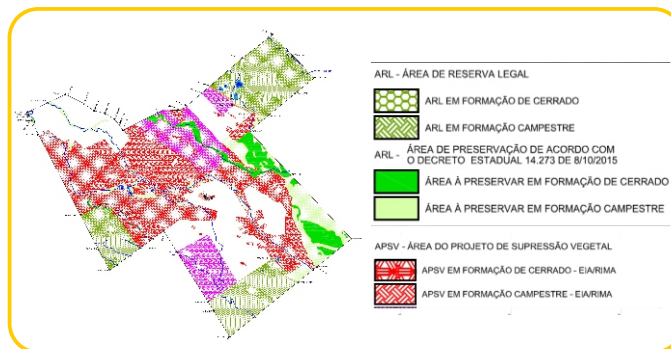 ARL - ÁREA DE RESERVA LEGAL
ARL EM FORMAÇÃO DE CERRADO
ARL EM FORMAÇÃO CAMPESTRE
ARL - ÁREA DE PRESERVAÇÃO DE ACORDO COM
O DECRETO ESTADUAL 14.273 DE 8/10/2015
ÁREA À PRESERVAR EM FORMAÇÃO DE CERRADO
ÁREA À PRESERVAR EM FORMAÇÃO CAMPESTRE
APSV - ÁREA DO PROJETO DE SUPRESSÃO VEGETAL
APSV EM FORMAÇÃO DE CERRADO - EIA/RIMA
APSV EM FORMAÇÃO CAMPESTRE - EIA/RIMA